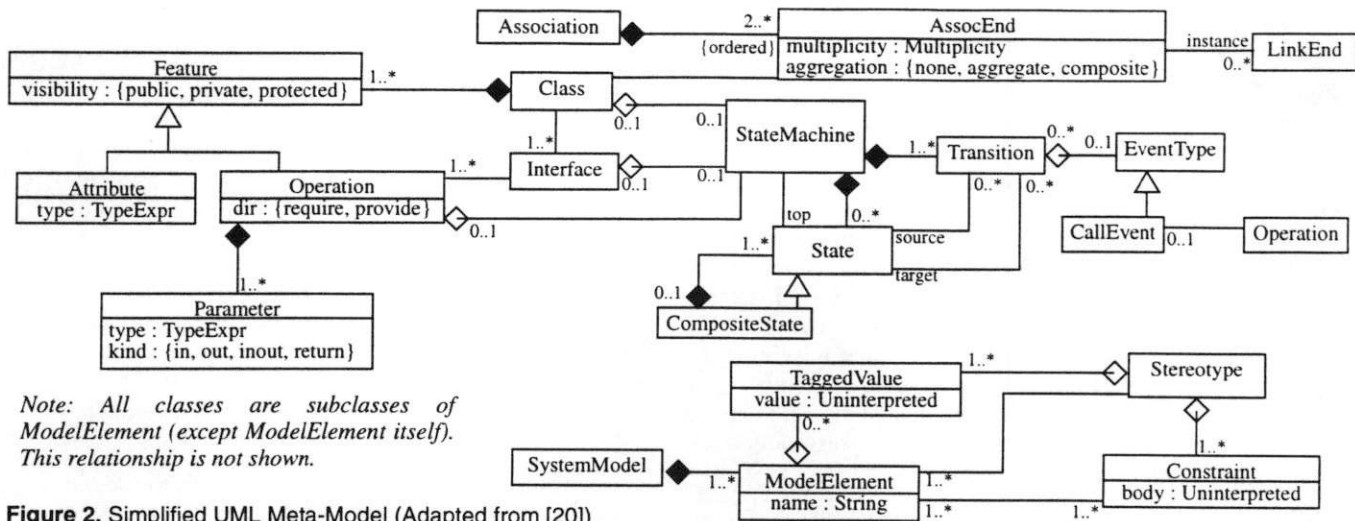 Association
2..*
{ordered}
AssocEnd
multiplicity : Multiplicity
aggregation : {none, aggregate, composite}
instance
0..*
LinkEnd
Feature
visibility : {public, private, protected}
1..*
Class
0..1
0..1
StateMachine
1..*
Transition
0..*
0..1
EventType
1..*
Interface
0..1
0..1
1..*
Attribute
type : TypeExpr
Operation
dir : {require, provide}
0..1
0..*
0..*
top
0..*
CallEvent
0..1
Operation
1..*
State
source
target
0..1
CompositeState
1..*
Parameter
type : TypeExpr
kind : {in, out, inout, return}
Note: All classes are subclasses of
ModelElement (except ModelElement itself).
This relationship is not shown.
TaggedValue
value : Uninterpreted
1..*
Stereotype
0..*
SystemModel
1..*
ModelElement
name : String
1..*
1..*
1..*
Constraint
body : Uninterpreted
1..*
Figure 2. Simplified UML Meta-Model (Adapted from [20])